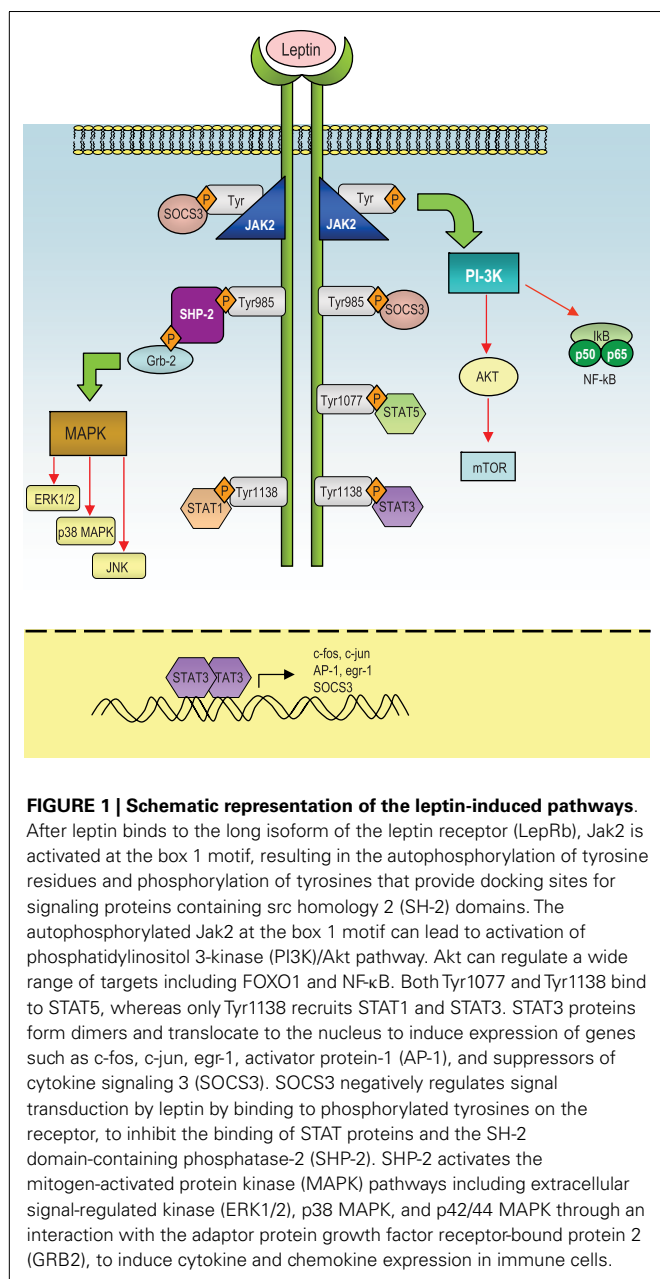 Leptin
P
Tyr
SOCS3
JAK2
Tyr
P
JAK2
PI-3K
SHP-2
P
Tyr985
P
Grb-2
Tyr985
P
SOCS3
IkB
p50
p65
NF-kB
AKT
mTOR
MAPK
ERK1/2
p38 MAPK
JNK
Tyr1077
P
STAT5
P
Tyr1138
STAT1
Tyr1138
P
STAT3
STAT3
TAT3
c-fos, c-jun
AP-1, egr-1
SOCS3
FIGURE 1 | Schematic representation of the leptin-induced pathways.
After leptin binds to the long isoform of the leptin receptor (LepRb), Jak2 is
activated at the box 1 motif, resulting in the autophosphorylation of tyrosine
residues and phosphorylation of tyrosines that provide docking sites for
signaling proteins containing src homology 2 (SH-2) domains. The
autophosphorylated Jak2 at the box 1 motif can lead to activation of
phosphatidylinositol 3-kinase (PI3K)/Akt pathway. Akt can regulate a wide
range of targets including FOXO1 and NF-κB. Both Tyr1077 and Tyr1138 bind
to STAT5, whereas only Tyr1138 recruits STAT1 and STAT3. STAT3 proteins
form dimers and translocate to the nucleus to induce expression of genes
such as c-fos, c-jun, egr-1, activator protein-1 (AP-1), and suppressors of
cytokine signaling 3 (SOCS3). SOCS3 negatively regulates signal
transduction by leptin by binding to phosphorylated tyrosines on the
receptor, to inhibit the binding of STAT proteins and the SH-2
domain-containing phosphatase-2 (SHP-2). SHP-2 activates the
mitogen-activated protein kinase (MAPK) pathways including extracellular
signal-regulated kinase (ERK1/2), p38 MAPK, and p42/44 MAPK through an
interaction with the adaptor protein growth factor receptor-bound protein 2
(GRB2), to induce cytokine and chemokine expression in immune cells.